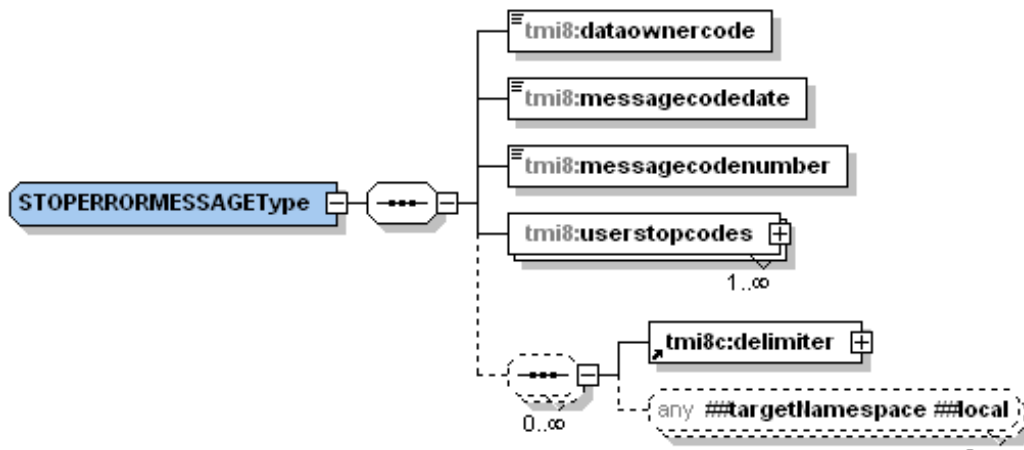 tmi8:dataownercode
tmi8:messagecodedate
tmi8:messagecodenumber
STOPERRORMESSAGEType
tmi8:userstopcodes
1..∞
tmi8c:delimiter
any ##targetNamespace ##local
0..∞